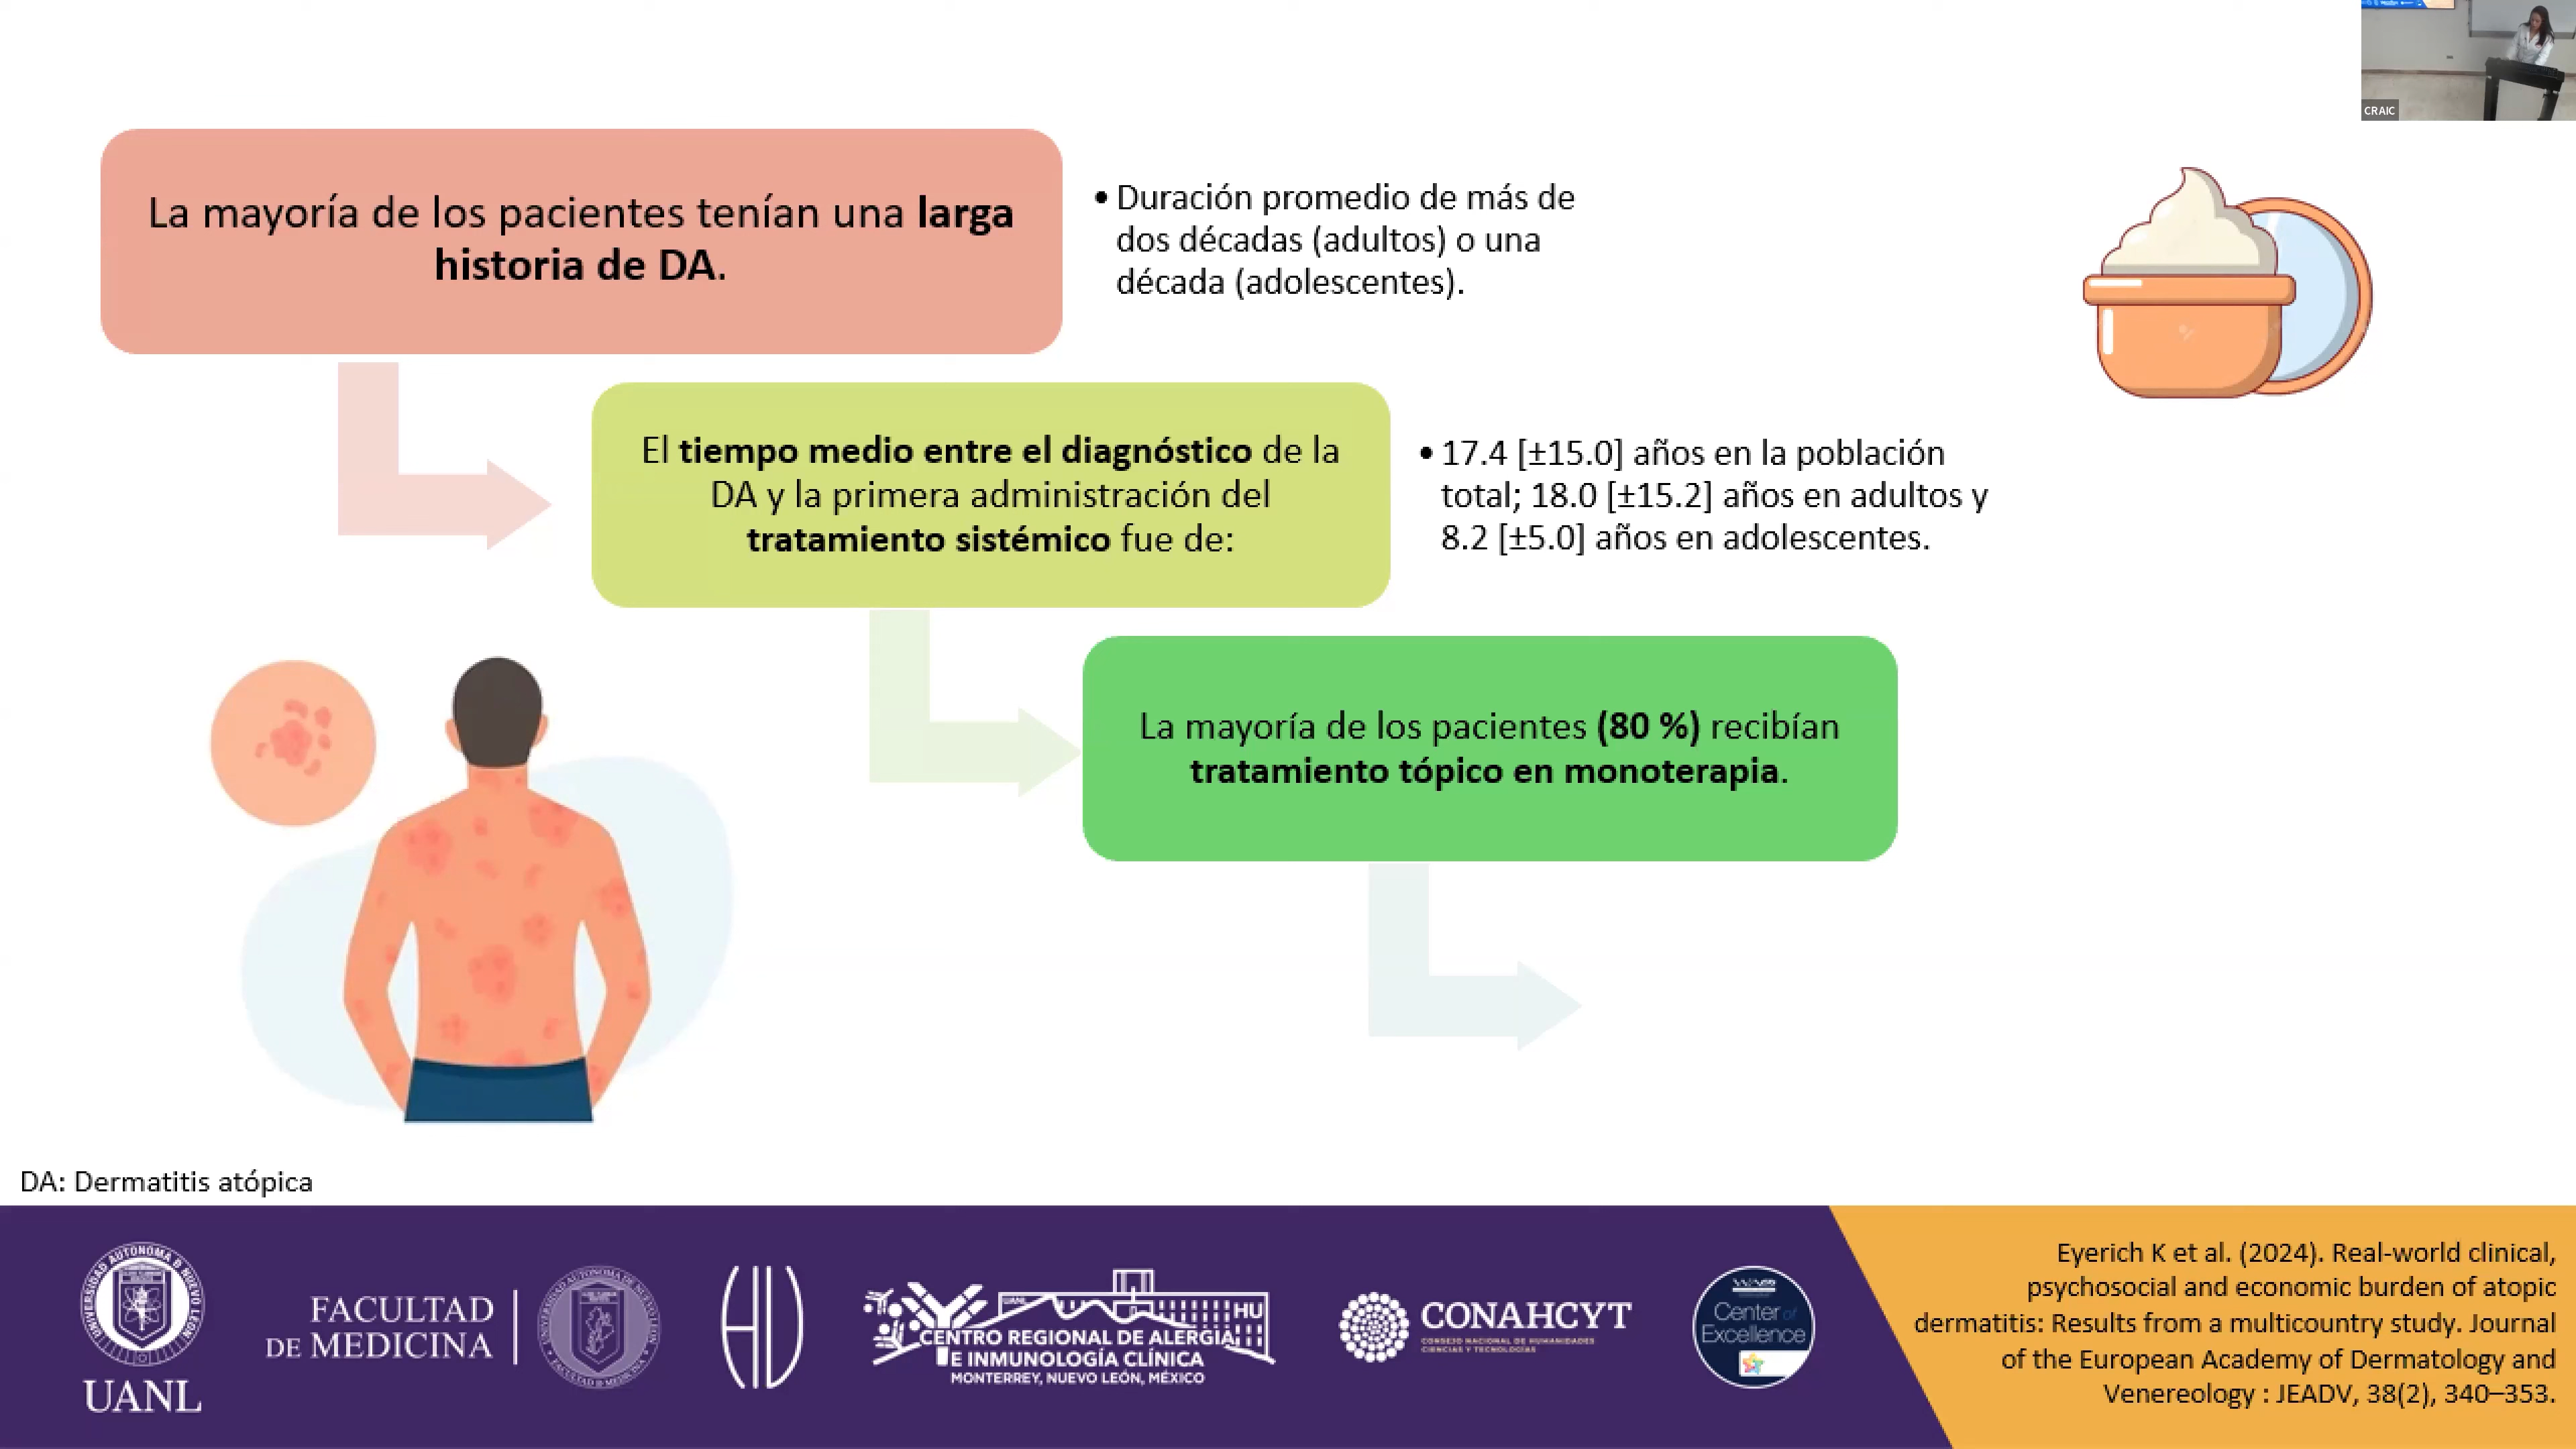 CRAIC
La mayoría de los pacientes tenían una larga
historia de DA.
• Duración promedio de más de
dos décadas (adultos) o una
década (adolescentes).
El tiempo medio entre el diagnóstico de la
DA y la primera administración del
tratamiento sistémico fue de:
• 17.4 [±15.0] años en la población
total; 18.0 [±15.2] años en adultos y
8.2 [±5.0] años en adolescentes.
La mayoría de los pacientes (80 %) recibían
tratamiento tópico en monoterapia.
DA: Dermatitis atópica
UANL
FACULTAD
DE MEDICINA
UANL
HU
CENTRO REGIONAL DE ALERGIA
E INMUNOLOGÍA CLÍNICA
MONTERREY, NUEVO LEÓN, MÉXICO
CONAHCYT
CONSEJO NACIONAL DE HUMANIDADES
CIENCIAS Y TECNOLOGÍAS
Center of
Excellence
Eyerich K et al. (2024). Real-world clinical,
psychosocial and economic burden of atopic
dermatitis: Results from a multicountry study. Journal
of the European Academy of Dermatology and
Venereology : JEADV, 38(2), 340–353.